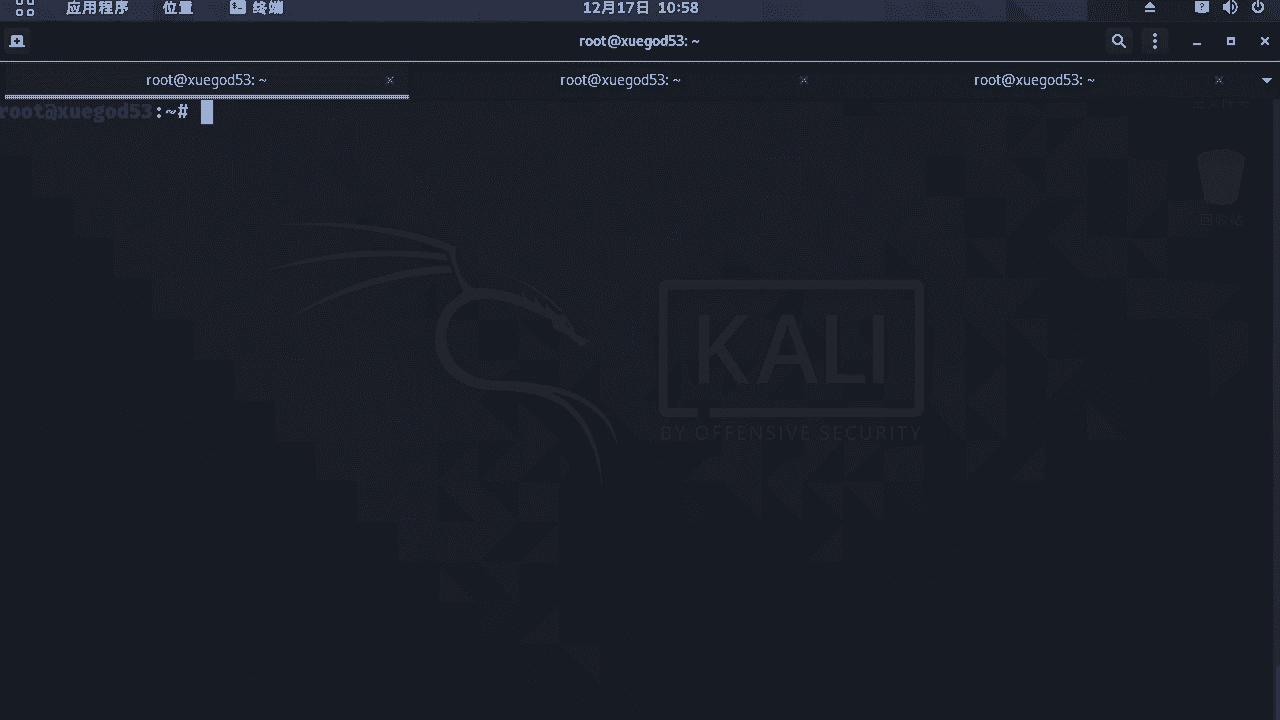 应用程序 位置 终端 12月17日 10:58
root@xuegod53: ~
root@xuegod53: ~ root@xuegod53: ~ root@xuegod53: ~
root@xuegod53:~#
回收站
KALI
BY OFFENSIVE SECURITY